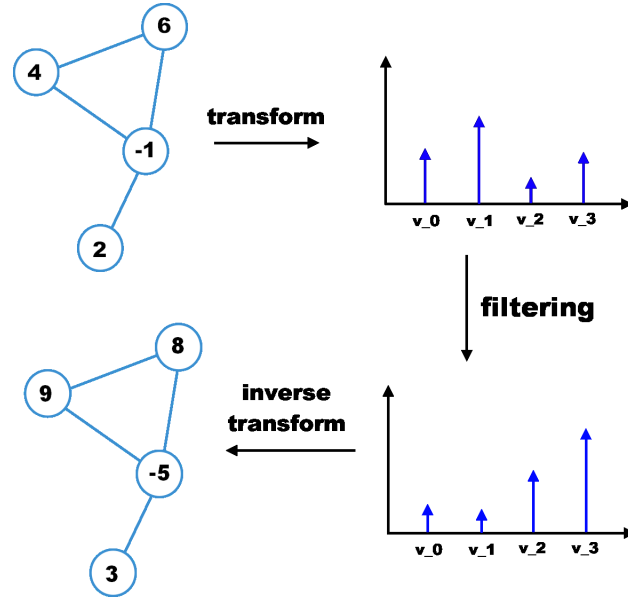 6
4
-1
2
transform
v_0 v_1 v_2 v_3
filtering
8
9
-5
3
inverse
transform
v_0 v_1 v_2 v_3